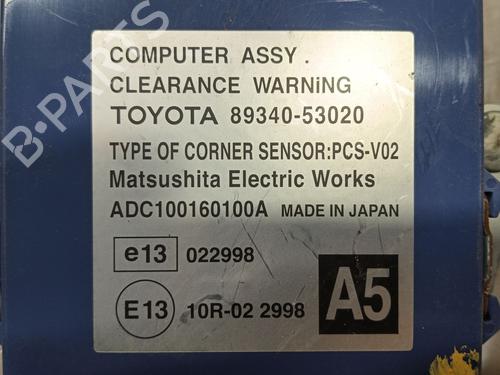 COMPUTER ASSY .
CLEARANCE WARNiNG
TOYOTA 89340-53020
TYPE OF CORNER SENSOR:PCS-V02
Matsushita Electric Works
ADC100160100A MADE IN JAPAN
e13 022998
E13 10R-02 2998 A5